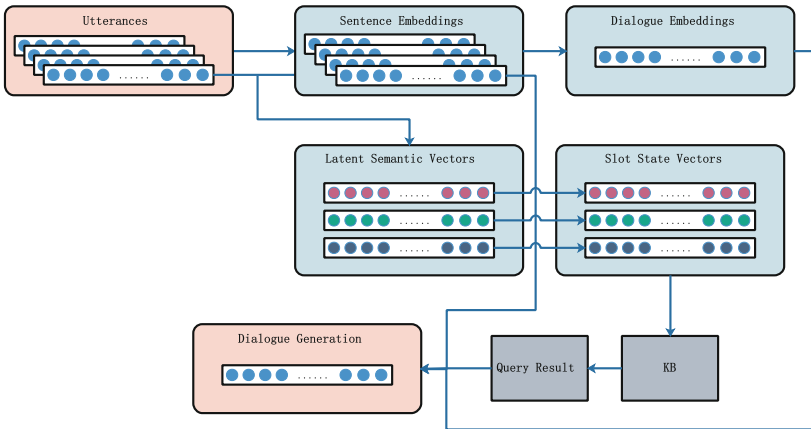 Utterances
Sentence Embeddings
Dialogue Embeddings
......
......
......
Latent Semantic Vectors
Slot State Vectors
......
......
......
......
......
......
Dialogue Generation
......
Query Result
KB